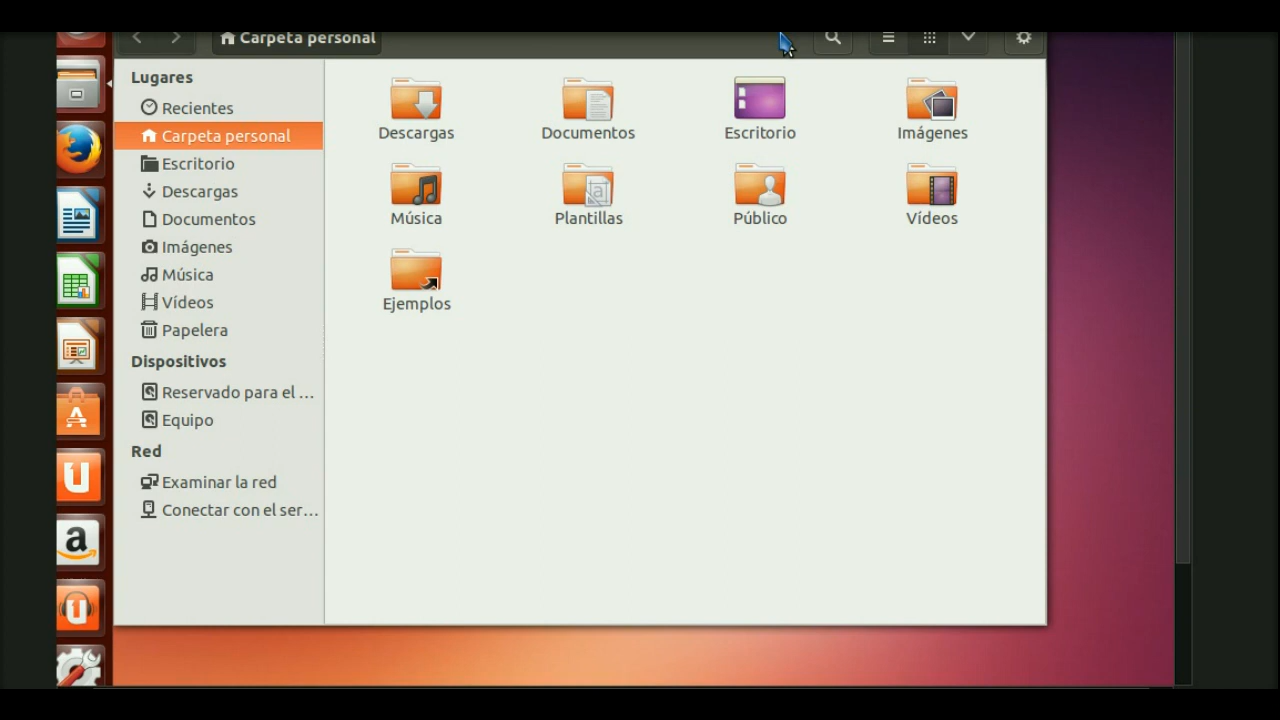 Carpeta personal
Lugares
Recientes
Carpeta personal
Escritorio
Descargas
Documentos
Imágenes
Música
Vídeos
Papelera
Dispositivos
Reservado para el ...
Equipo
Red
Examinar la red
Conectar con el ser...
Descargas
Documentos
Escritorio
Imágenes
Música
Plantillas
Público
Vídeos
Ejemplos